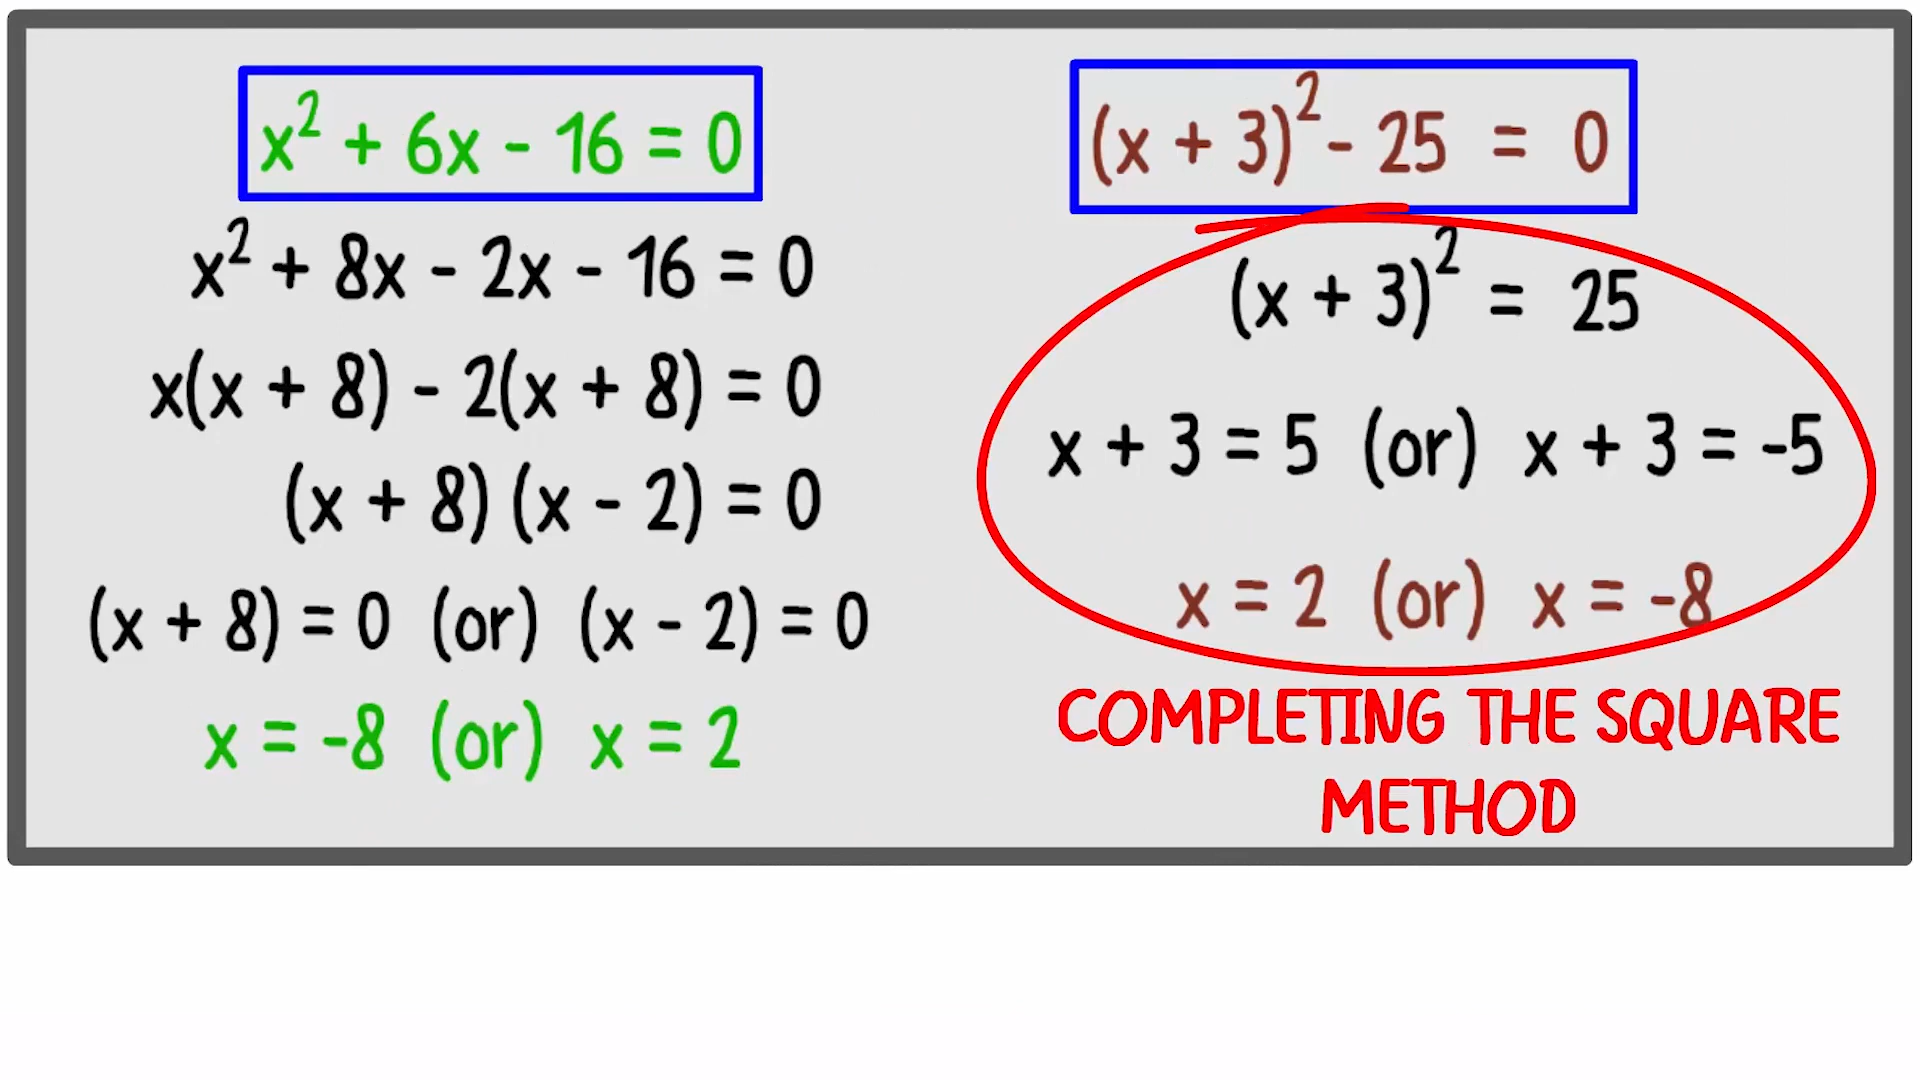 x² + 6x - 16 = 0
x² + 8x - 2x - 16 = 0
x(x + 8) - 2(x + 8) = 0
(x + 8) (x - 2) = 0
(x + 8) = 0 (or) (x - 2) = 0
x = -8 (or) x = 2
(x + 3)² - 25 = 0
(x + 3)² = 25
x + 3 = 5 (or) x + 3 = -5
x = 2 (or) x = -8
COMPLETING THE SQUARE
METHOD